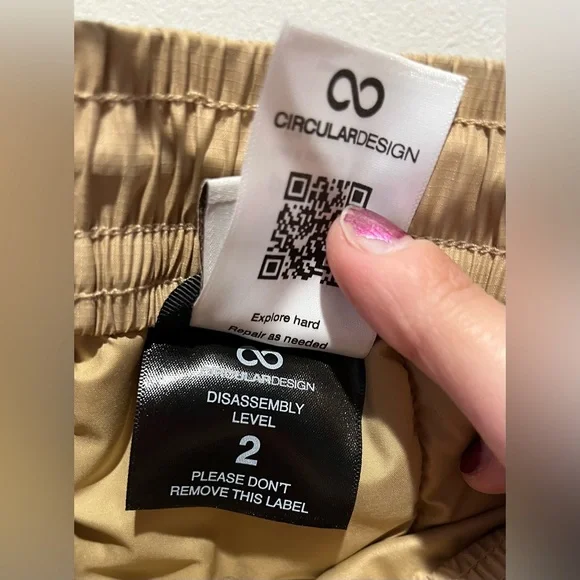 CIRCULARDESIGN
Explore hard
Repair as needed
CIRCULARDESIGN
DISASSEMBLY
LEVEL
2
PLEASE DON'T
REMOVE THIS LABEL